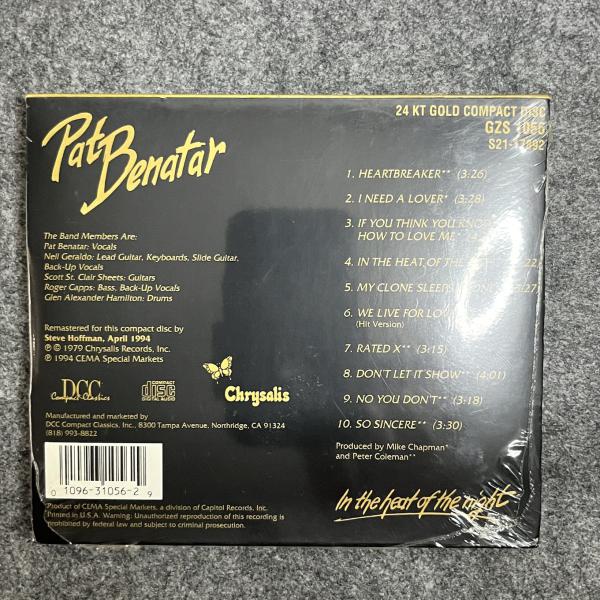 Pat Benatar
24 KT GOLD COMPACT DISC
GZS 1056
S21-17992
1. HEARTBREAKER** (3:26)
2. I NEED A LOVER* (3:28)
3. IF YOU THINK YOU KNOW
HOW TO LOVE ME*
4. IN THE HEAT OF THE
5. MY CLONE SLEEPS
6. WE LIVE FOR LOVE
(Hit Version)
7. RATED X** (3:15)
8. DON'T LET IT SHOW** (4:01)
9. NO YOU DON'T* (3:18)
10. SO SINCERE** (3:30)
Produced by Mike Chapman*
and Peter Coleman**
In the heat of the night
The Band Members Are:
Pat Benatar: Vocals
Neil Geraldo: Lead Guitar, Keyboards, Slide Guitar,
Back-Up Vocals
Scott St. Clair Sheets: Guitars
Roger Capps: Bass, Back-Up Vocals
Glen Alexander Hamilton: Drums
Remastered for this compact disc by
Steve Hoffman, April 1994
℗ © 1979 Chrysalis Records, Inc.
℗ 1994 CEMA Special Markets
DCC
Compact Classics
COMPACT
disc
DIGITAL AUDIO
Chrysalis
Manufactured and marketed by
DCC Compact Classics, Inc., 8300 Tampa Avenue, Northridge, CA 91324
(818) 993-8822
0 1096-31056-2 9
Product of CEMA Special Markets, a division of Capitol Records, Inc.
Printed in U.S.A. Warning: Unauthorized reproduction of this recording is
prohibited by federal law and subject to criminal prosecution.